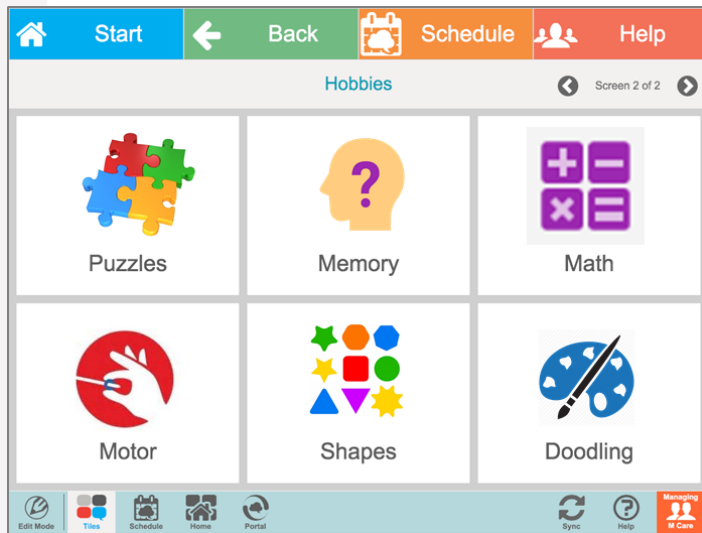 Start Back Schedule Help
Hobbies
Screen 2 of 2
Puzzles Memory Math
Motor Shapes Doodling
Edit Mode Tiles Schedule Home Portal Sync Help Managing
M Care